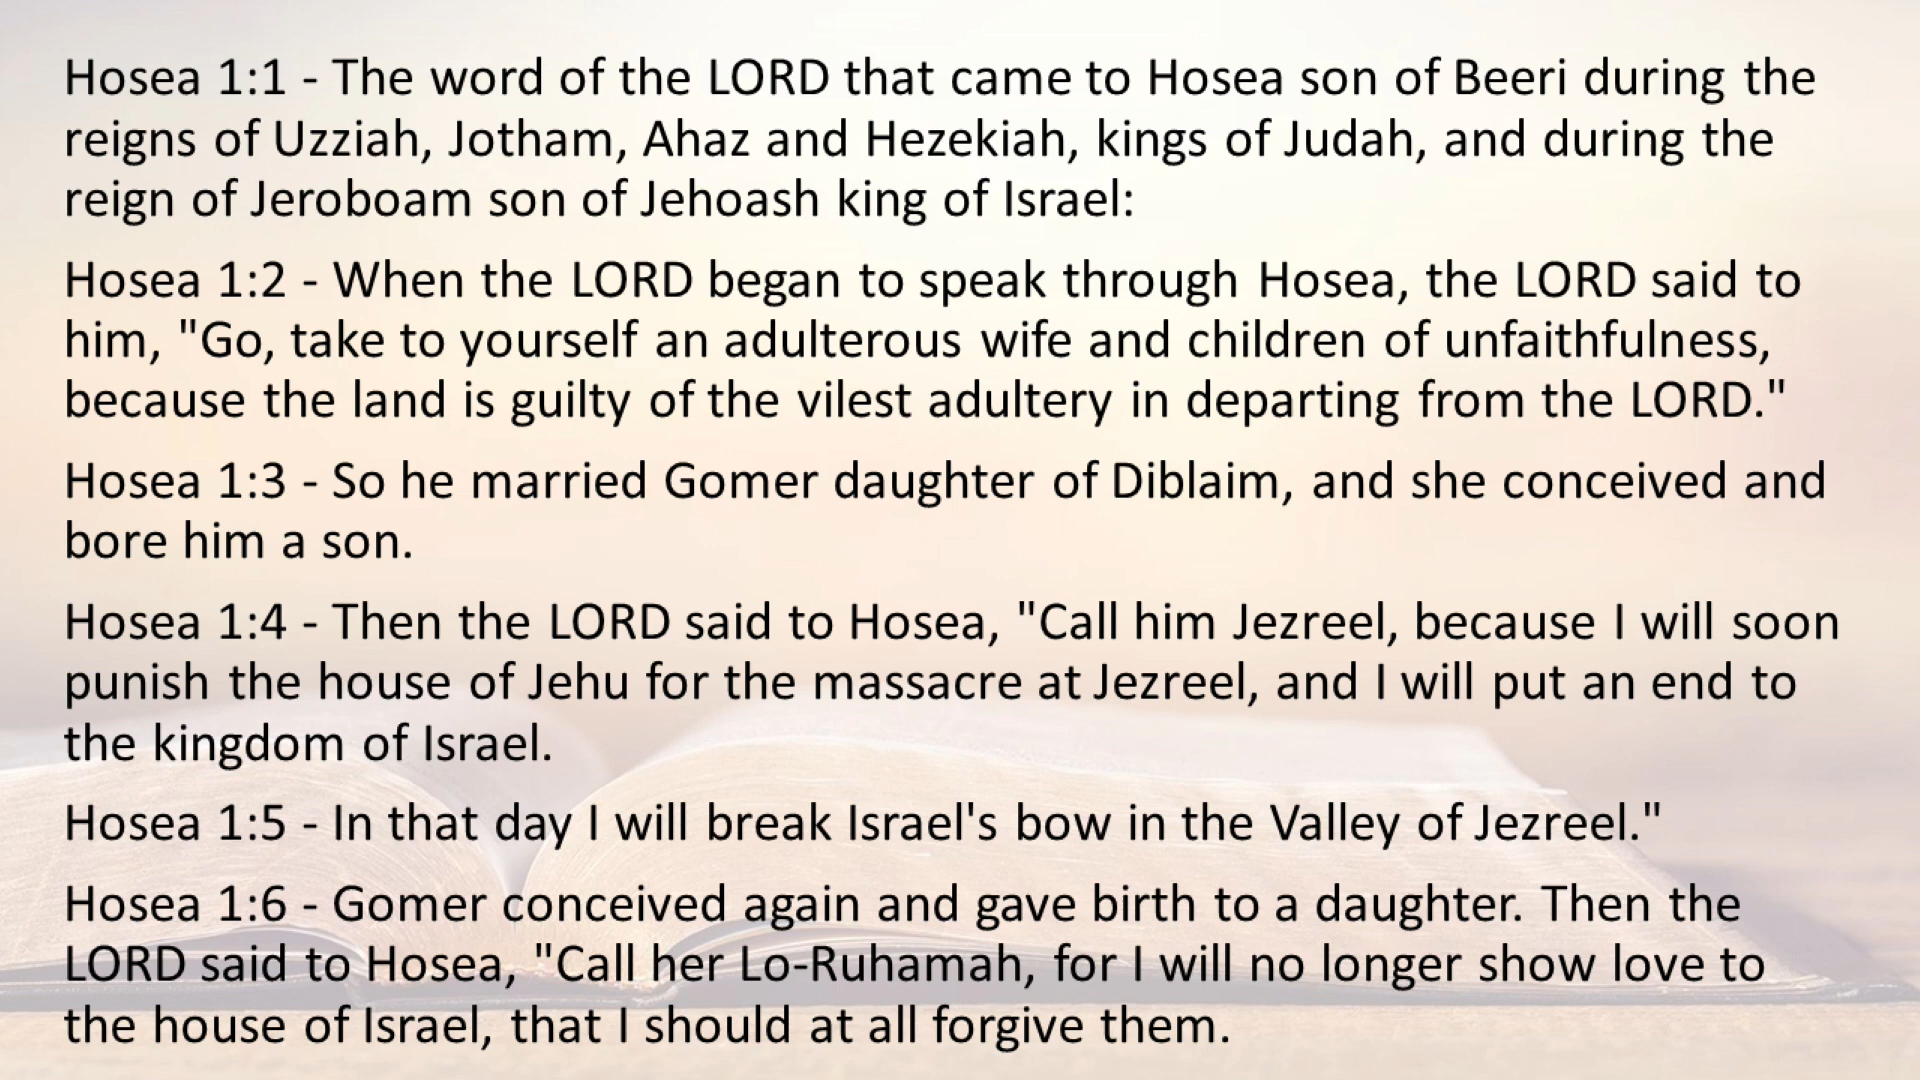 Hosea 1:1 - The word of the LORD that came to Hosea son of Beeri during the
reigns of Uzziah, Jotham, Ahaz and Hezekiah, kings of Judah, and during the
reign of Jeroboam son of Jehoash king of Israel:
Hosea 1:2 - When the LORD began to speak through Hosea, the LORD said to
him, "Go, take to yourself an adulterous wife and children of unfaithfulness,
because the land is guilty of the vilest adultery in departing from the LORD."
Hosea 1:3 - So he married Gomer daughter of Diblaim, and she conceived and
bore him a son.
Hosea 1:4 - Then the LORD said to Hosea, "Call him Jezreel, because I will soon
punish the house of Jehu for the massacre at Jezreel, and I will put an end to
the kingdom of Israel.
Hosea 1:5 - In that day I will break Israel's bow in the Valley of Jezreel."
Hosea 1:6 - Gomer conceived again and gave birth to a daughter. Then the
LORD said to Hosea, "Call her Lo-Ruhamah, for I will no longer show love to
the house of Israel, that I should at all forgive them.